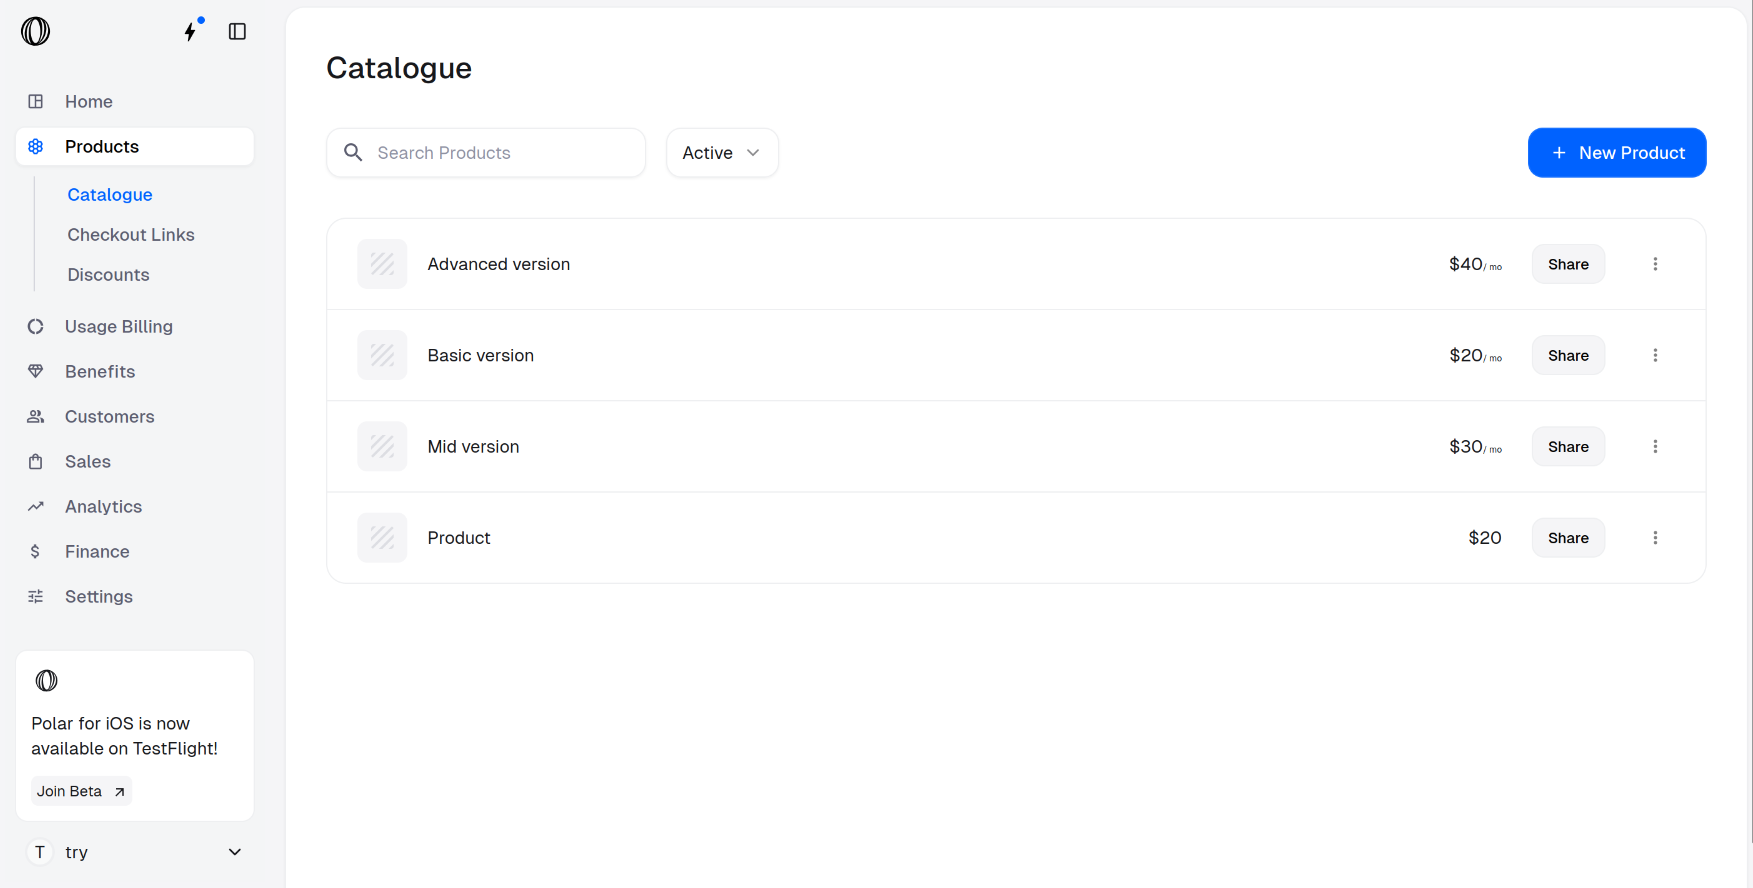 Home
Products
Catalogue
Checkout Links
Discounts
Usage Billing
Benefits
Customers
Sales
Analytics
Finance
Settings
Polar for iOS is now
available on TestFlight!
Join Beta
T try
Catalogue
Search Products
Active
New Product
Advanced version $40/ mo Share
Basic version $20/ mo Share
Mid version $30/ mo Share
Product $20 Share